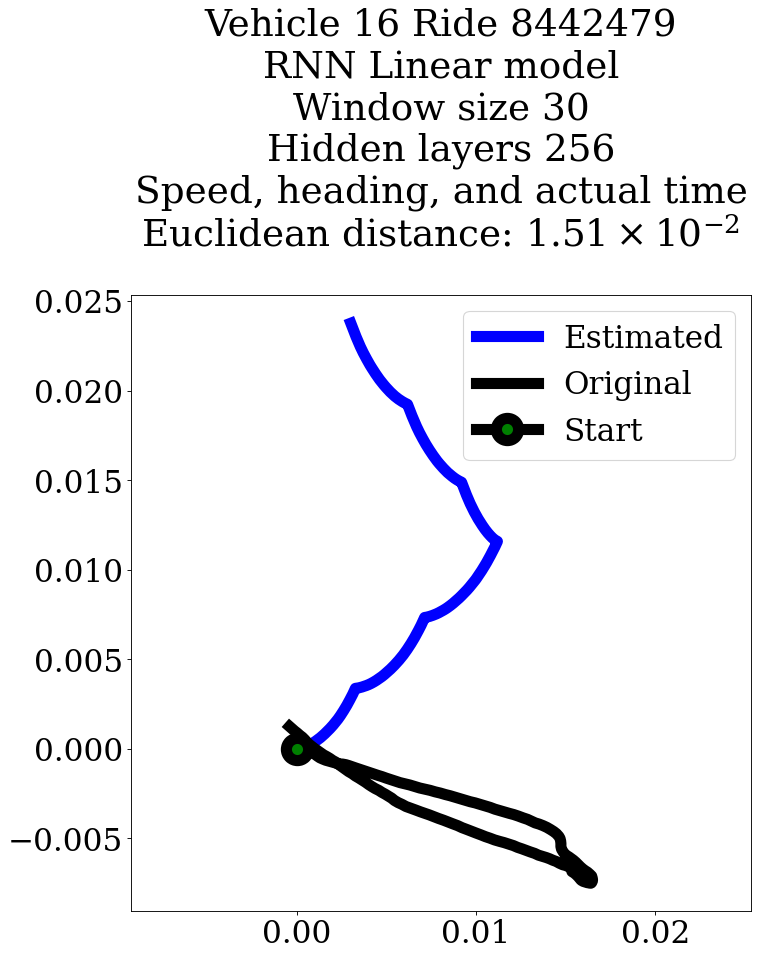 Vehicle 16 Ride 8442479
RNN Linear model
Window size 30
Hidden layers 256
Speed, heading, and actual time
Euclidean distance: 1.51 × 10⁻²
0.025
0.020
0.015
0.010
0.005
0.000
−0.005
Estimated
Original
Start
0.00 0.01 0.02